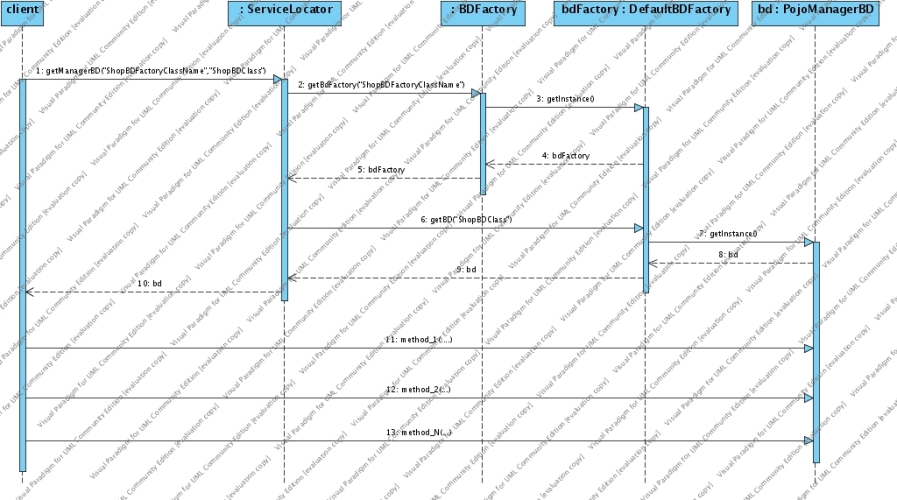 client
: ServiceLocator
: BDFactory
bdFactory : DefaultBDFactory
bd : PojoManagerBD
1: getManagerBD("ShopBDFactoryClassName","ShopBDClass")
2: getBdFactory("ShopBDFactoryClassName")
3: getInstance()
4: bdFactory
5: bdFactory
6: getBD("ShopBDClass")
7: getInstance()
8: bd
9: bd
10: bd
11: method_1(...)
12: method_2(...)
13: method_N(...)
Visual Paradigm for UML Community Edition [evaluation copy]